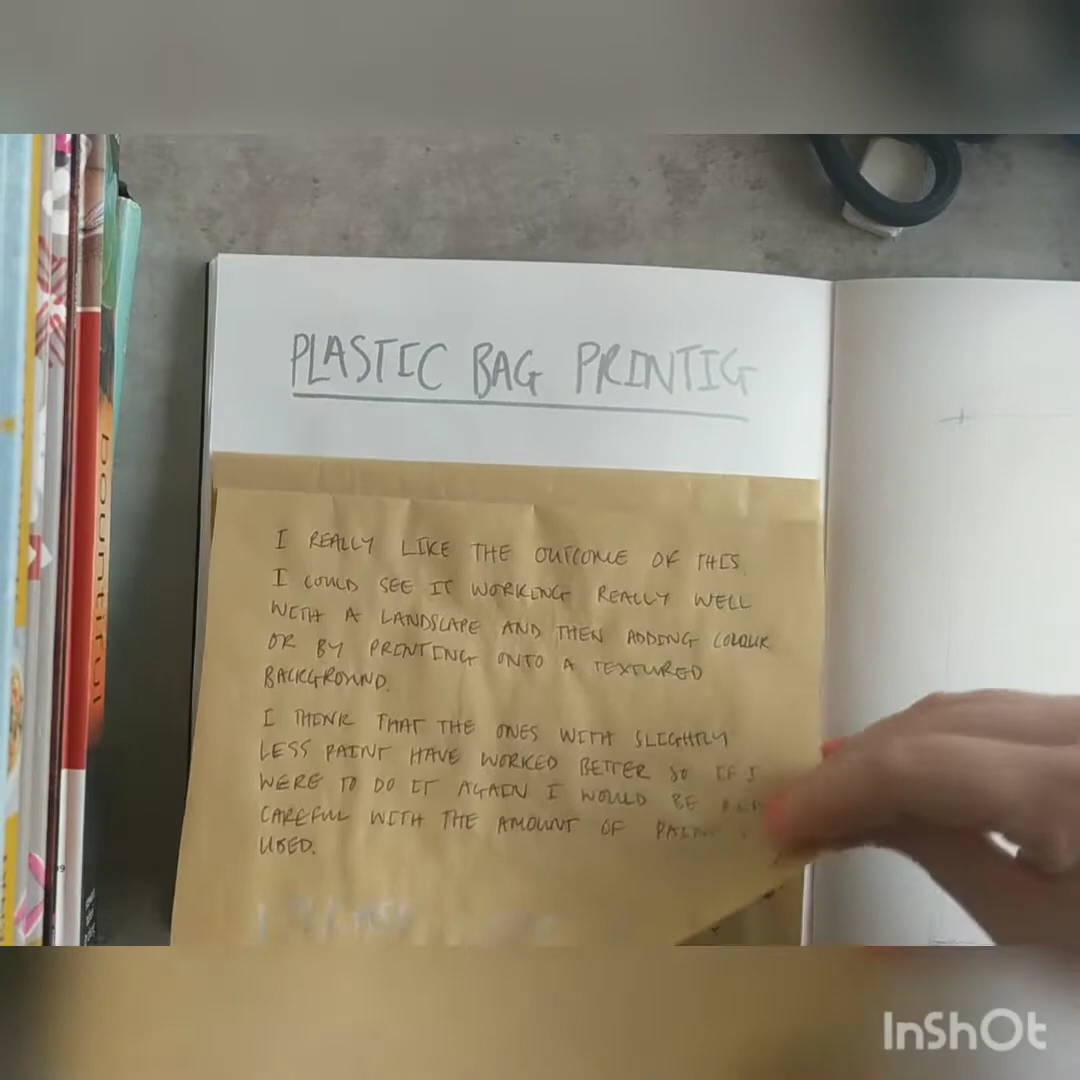 PLASTIC BAG PRINTIG
I REALLY LIKE THE OUTCOME OF THIS.
I COULD SEE IT WORKING REALLY WELL
WITH A LANDSCAPE AND THEN ADDING COLOUR
OR BY PRINTING ONTO A TEXTURED
BACKGROUND.
I THINK THAT THE ONES WITH SLIGHTLY
LESS PAINT HAVE WORKED BETTER SO IF I
WERE TO DO IT AGAIN I WOULD BE
CAREFUL WITH THE AMOUNT OF PAINT
USED.
bountiful
InShOt